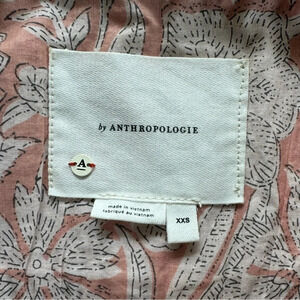 by ANTHROPOLOGIE
A
made in vietnam
fabriqué au vietnam
XXS